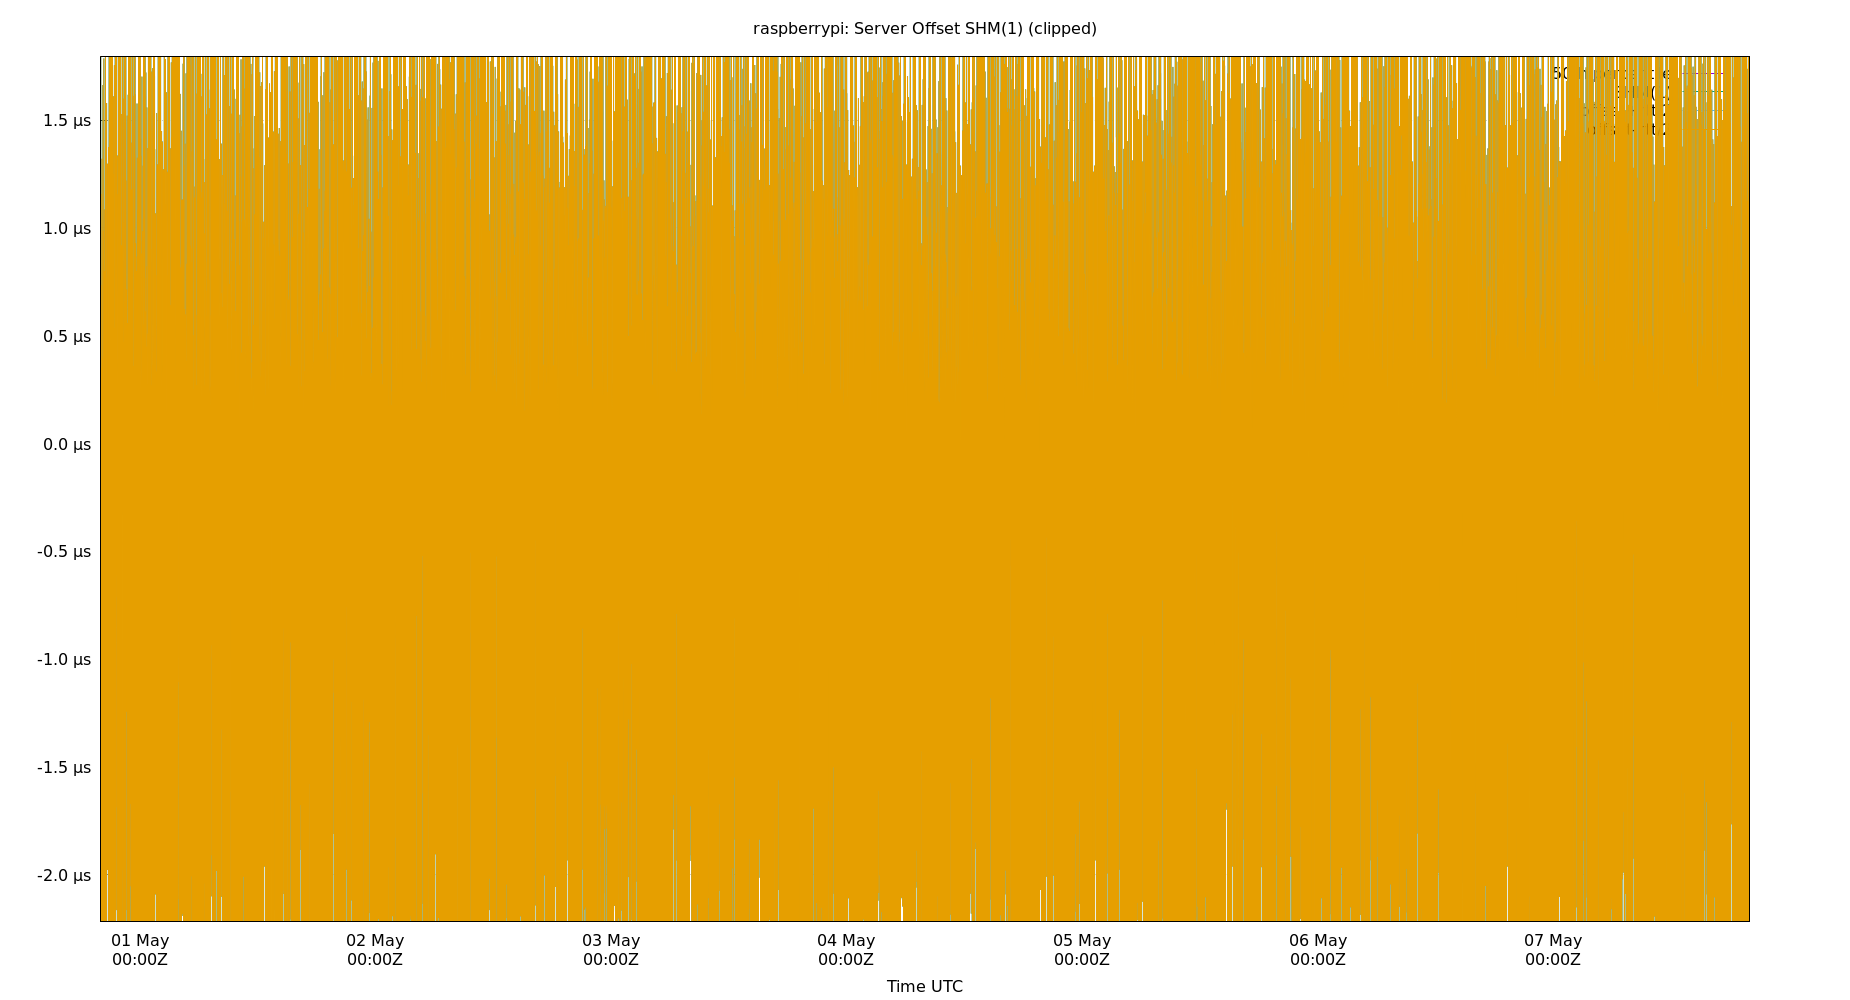 raspberrypi: Server Offset SHM(1) (clipped)
1.5 µs
1.0 µs
0.5 µs
0.0 µs
-0.5 µs
-1.0 µs
-1.5 µs
-2.0 µs
01 May 02 May 03 May 04 May 05 May 06 May 07 May
00:00Z 00:00Z 00:00Z 00:00Z 00:00Z 00:00Z 00:00Z
Time UTC